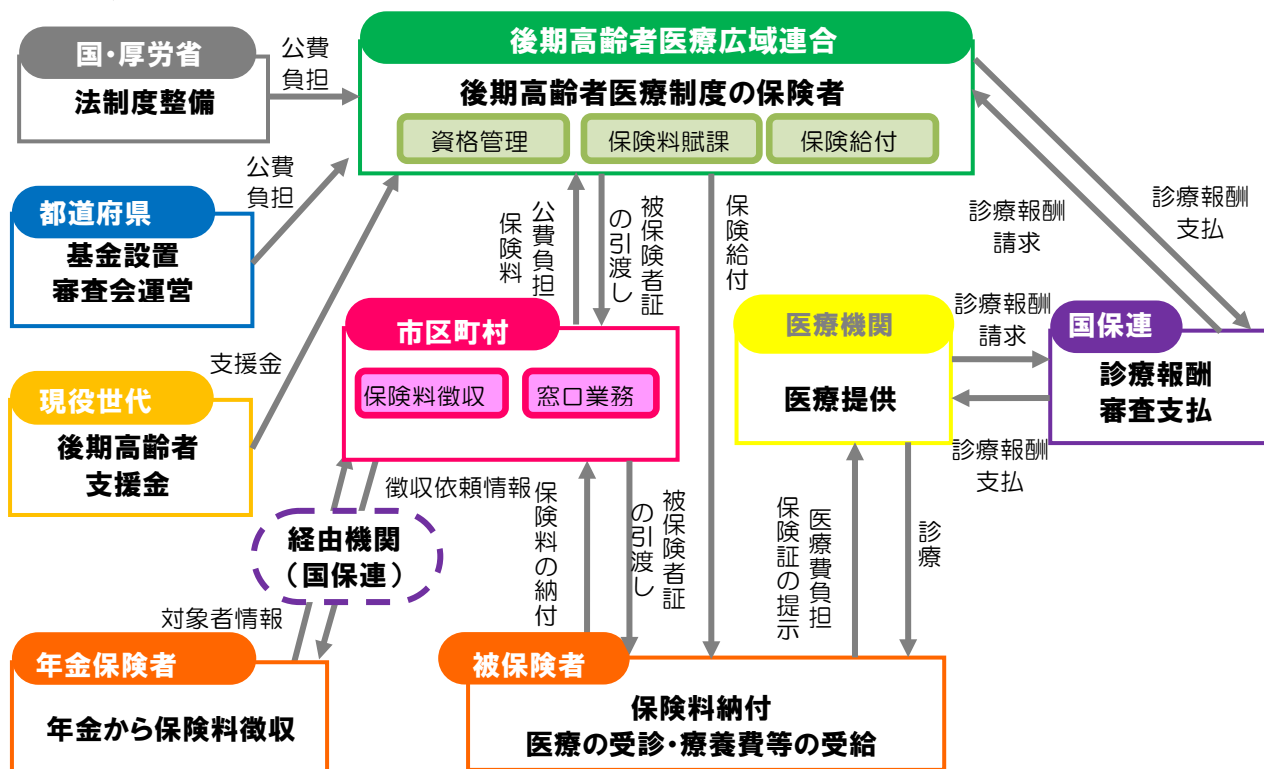 国・厚労省
法制度整備
公費
負担
後期高齢者医療広域連合
後期高齢者医療制度の保険者
資格管理
保険料賦課
保険給付
都道府県
基金設置
審査会運営
公費
負担
現役世代
後期高齢者
支援金
支援金
公費負担
保険料
被保険者証
の引渡し
保険給付
診療報酬
請求
診療報酬
支払
市区町村
保険料徴収
窓口業務
医療機関
医療提供
診療報酬
請求
診療報酬
支払
国保連
診療報酬
審査支払
徴収依頼情報
経由機関
（国保連）
対象者情報
保険料の納付
被保険者証
の引渡し
医療費負担
保険証の提示
診療
年金保険者
年金から保険料徴収
被保険者
保険料納付
医療の受診・療養費等の受給